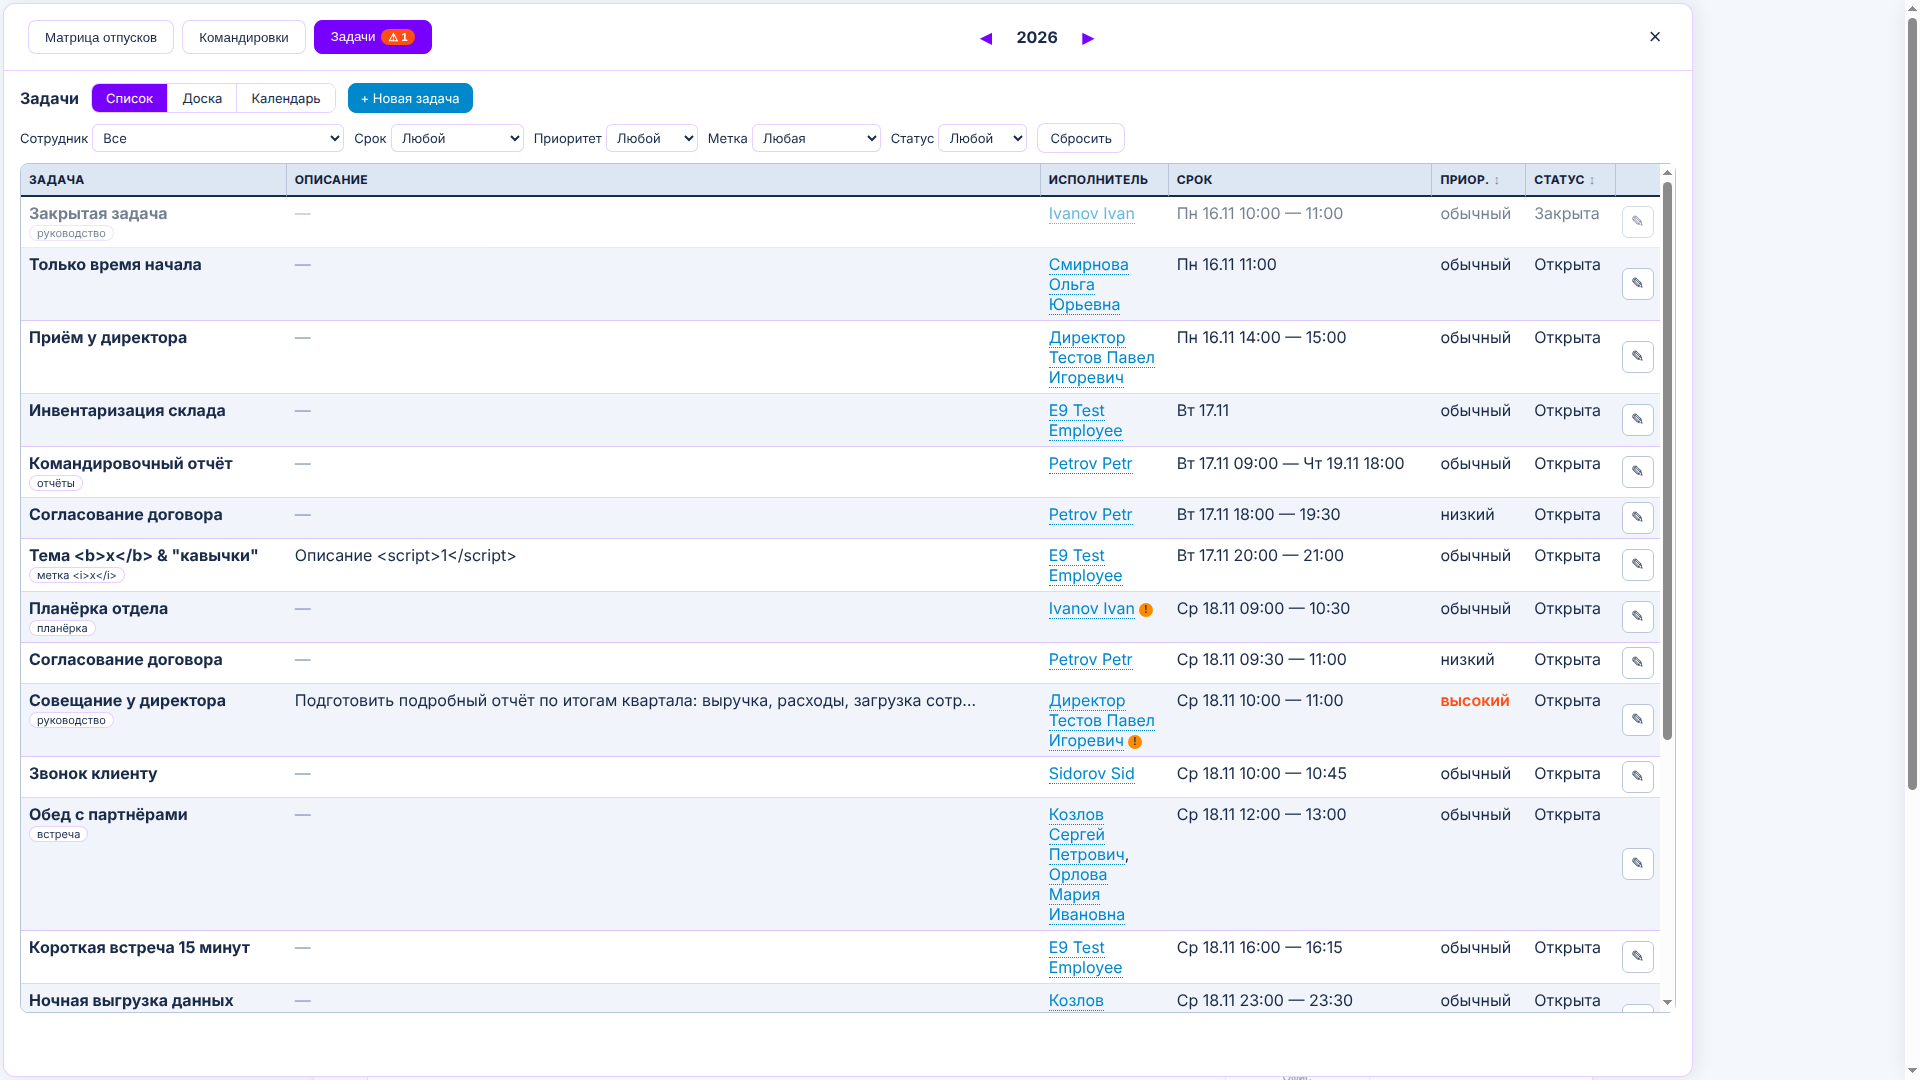 Матрица отпусков Командировки Задачи ⚠ 1 ◀ 2026 ▶ ×
Задачи Список Доска Календарь + Новая задача
Сотрудник Все Срок Любой Приоритет Любой Метка Любая Статус Любой Сбросить
ЗАДАЧА ОПИСАНИЕ ИСПОЛНИТЕЛЬ СРОК ПРИОР. ↕ СТАТУС ↕
Закрытая задача — Ivanov Ivan Пн 16.11 10:00 — 11:00 обычный Закрыта
руководство
Только время начала — Смирнова Пн 16.11 11:00 обычный Открыта
Ольга
Юрьевна
Приём у директора — Директор Пн 16.11 14:00 — 15:00 обычный Открыта
Тестов Павел
Игоревич
Инвентаризация склада — E9 Test Вт 17.11 обычный Открыта
Employee
Командировочный отчёт — Petrov Petr Вт 17.11 09:00 — Чт 19.11 18:00 обычный Открыта
отчёты
Согласование договора — Petrov Petr Вт 17.11 18:00 — 19:30 низкий Открыта
Тема <b>x</b> & "кавычки" Описание <script>1</script> E9 Test Вт 17.11 20:00 — 21:00 обычный Открыта
метка <i>x</i> Employee
Планёрка отдела — Ivanov Ivan ! Ср 18.11 09:00 — 10:30 обычный Открыта
планёрка
Согласование договора — Petrov Petr Ср 18.11 09:30 — 11:00 низкий Открыта
Совещание у директора Подготовить подробный отчёт по итогам квартала: выручка, расходы, загрузка сотр... Директор Ср 18.11 10:00 — 11:00 высокий Открыта
руководство Тестов Павел
Игоревич !
Звонок клиенту — Sidorov Sid Ср 18.11 10:00 — 10:45 обычный Открыта
Обед с партнёрами — Козлов Ср 18.11 12:00 — 13:00 обычный Открыта
встреча Сергей
Петрович,
Орлова
Мария
Ивановна
Короткая встреча 15 минут — E9 Test Ср 18.11 16:00 — 16:15 обычный Открыта
Employee
Ночная выгрузка данных — Козлов Ср 18.11 23:00 — 23:30 обычный Открыта